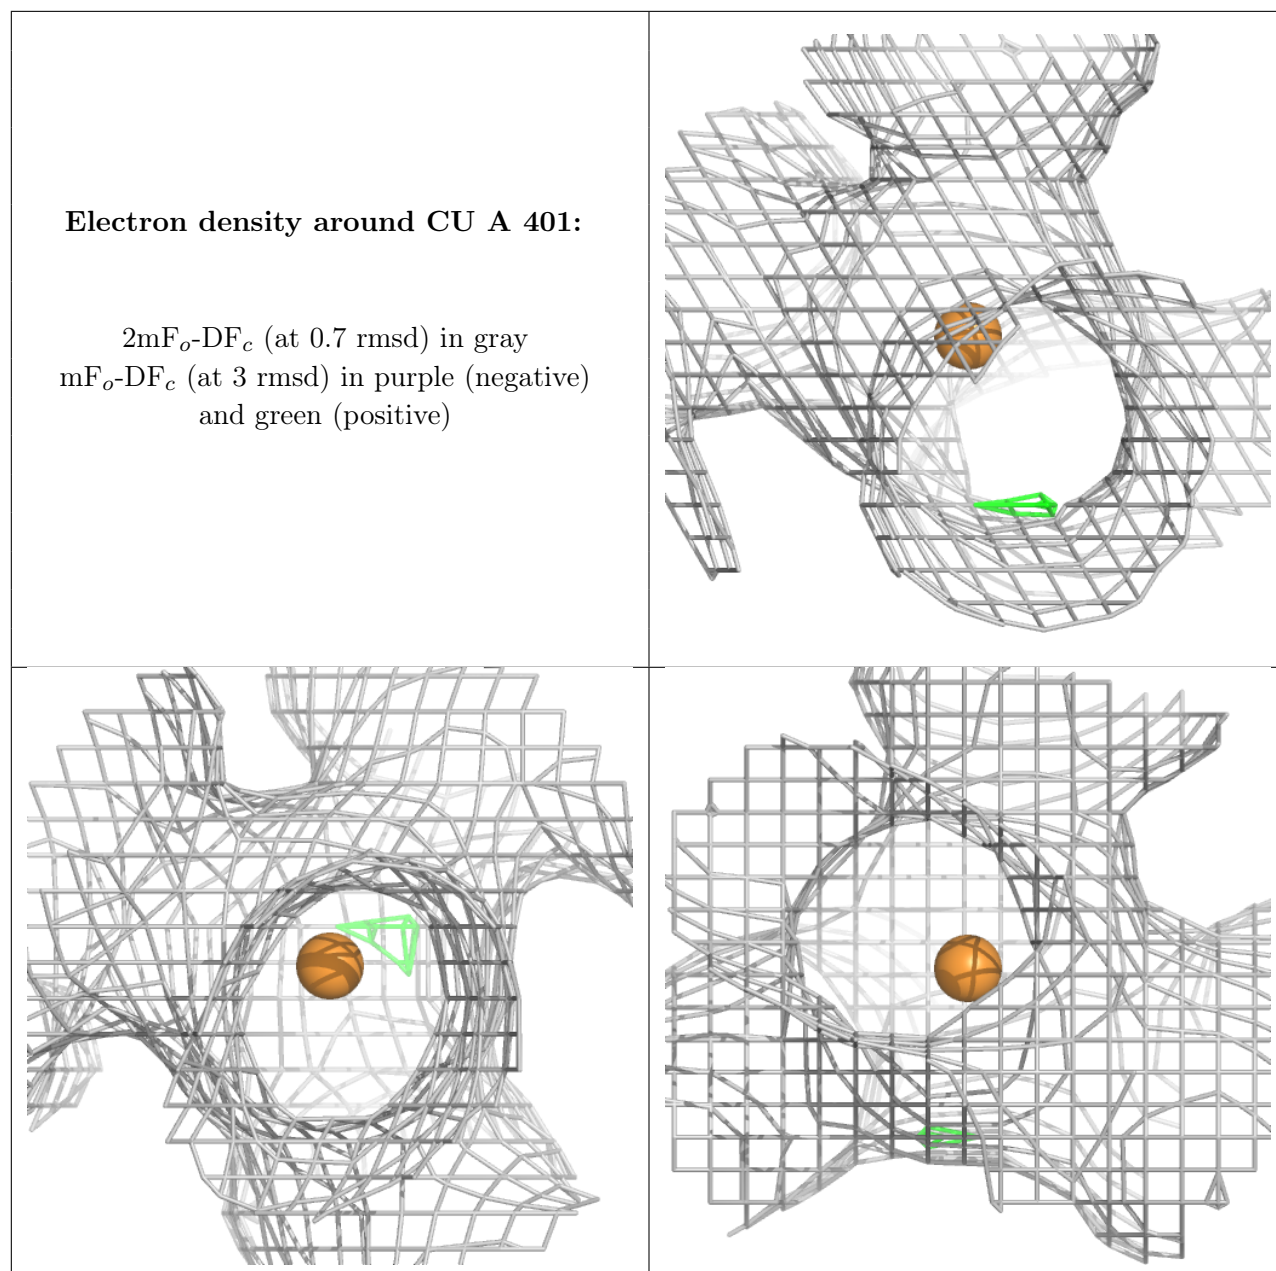 Electron density around CU A 401:
2mFₒ-DF𝒸 (at 0.7 rmsd) in gray
mFₒ-DF𝒸 (at 3 rmsd) in purple (negative)
and green (positive)